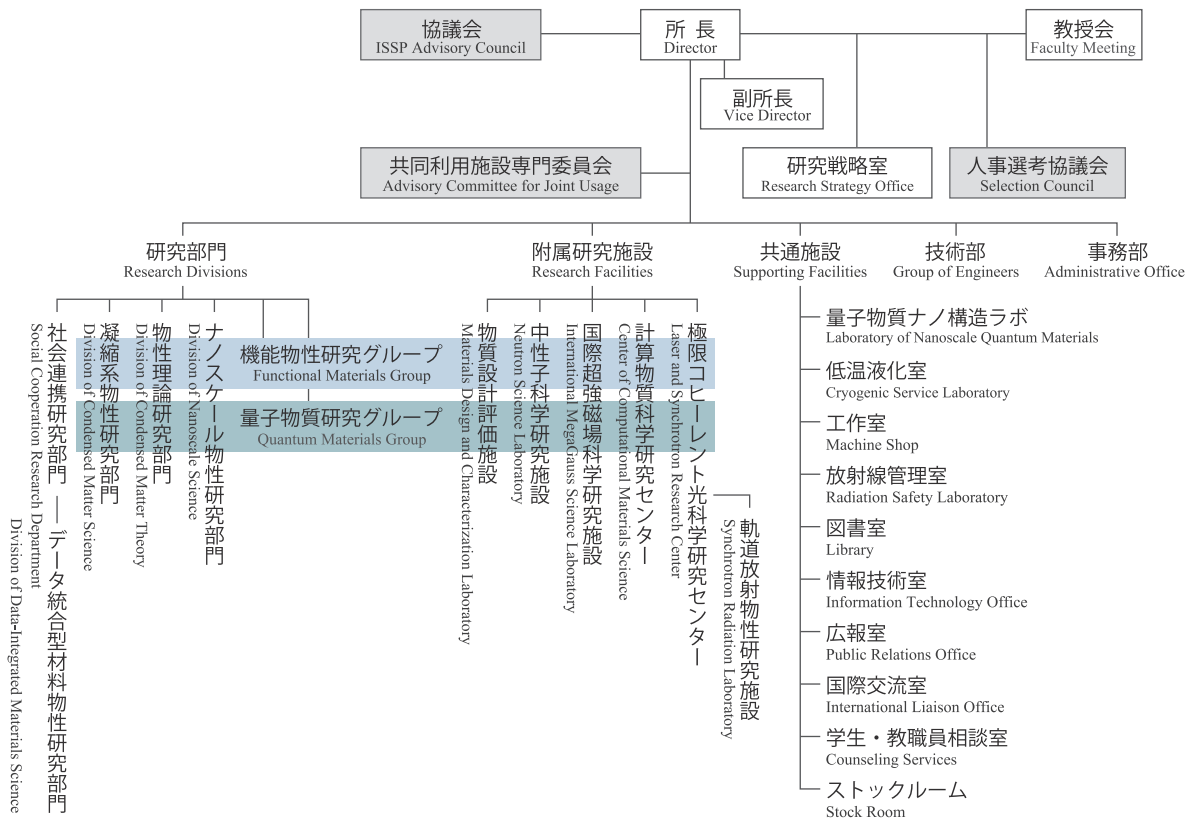 協議会
ISSP Advisory Council
所 長
Director
教授会
Faculty Meeting
副所長
Vice Director
共同利用施設専門委員会
Advisory Committee for Joint Usage
研究戦略室
Research Strategy Office
人事選考協議会
Selection Council
研究部門
Research Divisions
附属研究施設
Research Facilities
共通施設
Supporting Facilities
技術部
Group of Engineers
事務部
Administrative Office
社会連携研究部門
Social Cooperation Research Department
データ統合型材料物性研究部門
Division of Data-Integrated Materials Science
凝縮系物性研究部門
Division of Condensed Matter Science
物性理論研究部門
Division of Condensed Matter Theory
ナノスケール物性研究部門
Division of Nanoscale Science
機能物性研究グループ
Functional Materials Group
量子物質研究グループ
Quantum Materials Group
物質設計評価施設
Materials Design and Characterization Laboratory
中性子科学研究施設
Neutron Science Laboratory
国際超強磁場科学研究施設
International MegaGauss Science Laboratory
計算物質科学研究センター
Center of Computational Materials Science
極限コヒーレント光科学研究センター
Laser and Synchrotron Research Center
軌道放射物性研究施設
Synchrotron Radiation Laboratory
量子物質ナノ構造ラボ
Laboratory of Nanoscale Quantum Materials
低温液化室
Cryogenic Service Laboratory
工作室
Machine Shop
放射線管理室
Radiation Safety Laboratory
図書室
Library
情報技術室
Information Technology Office
広報室
Public Relations Office
国際交流室
International Liaison Office
学生・教職員相談室
Counseling Services
ストックルーム
Stock Room